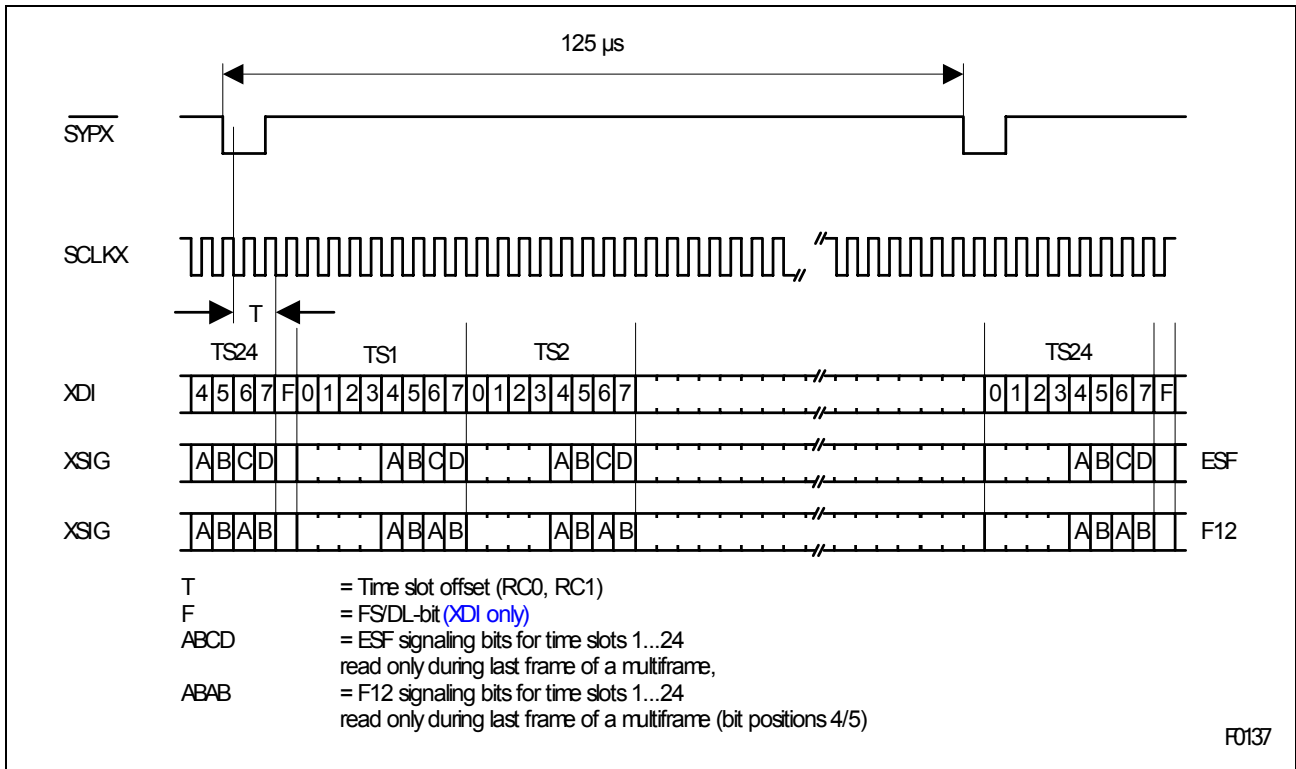 125 µs
SYPX
SCLKX
T
TS24 TS1 TS2 TS24
XDI 4 5 6 7 F 0 1 2 3 4 5 6 7 0 1 2 3 4 5 6 7 0 1 2 3 4 5 6 7 F
XSIG A B C D A B C D A B C D A B C D ESF
XSIG A B A B A B A B A B A B A B A B F12
T = Time slot offset (RC0, RC1)
F = FS/DL-bit (XDI only)
ABCD = ESF signaling bits for time slots 1...24
read only during last frame of a multiframe,
ABAB = F12 signaling bits for time slots 1...24
read only during last frame of a multiframe (bit positions 4/5)
F0137